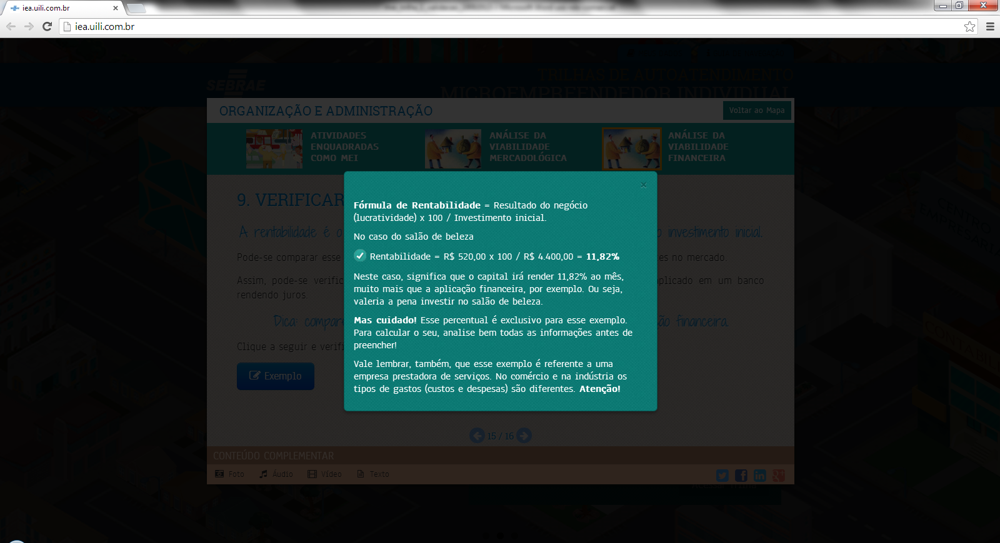 iea.uili.com.br
iea.uili.com.br
SEBRAE
TRILHAS DE AUTOATENDIMENTO
MICROEMPREENDEDOR INDIVIDUAL
ORGANIZAÇÃO E ADMINISTRAÇÃO
Voltar ao Mapa
ATIVIDADES
ENQUADRADAS
COMO MEI
ANÁLISE DA
VIABILIDADE
MERCADOLÓGICA
ANÁLISE DA
VIABILIDADE
FINANCEIRA
9. VERIFICAR
A rentabilidade é o
o investimento inicial.
Pode-se comparar esse
es no mercado.
Assim, pode-se verific
plicado em um banco
rendendo juros.
Dica: compare
ão financeira.
Clique a seguir e verifi
Exemplo
×
Fórmula de Rentabilidade = Resultado do negócio
(lucratividade) x 100 / Investimento inicial.
No caso do salão de beleza
Rentabilidade = R$ 520,00 x 100 / R$ 4.400,00 = 11,82%
Neste caso, significa que o capital irá render 11,82% ao mês,
muito mais que a aplicação financeira, por exemplo. Ou seja,
valeria a pena investir no salão de beleza.
Mas cuidado! Esse percentual é exclusivo para esse exemplo.
Para calcular o seu, analise bem todas as informações antes de
preencher!
Vale lembrar, também, que esse exemplo é referente a uma
empresa prestadora de serviços. No comércio e na indústria os
tipos de gastos (custos e despesas) são diferentes. Atenção!
15 / 16
CONTEÚDO COMPLEMENTAR
Foto
Áudio
Vídeo
Texto
CENTRO
EMPRESARIAL